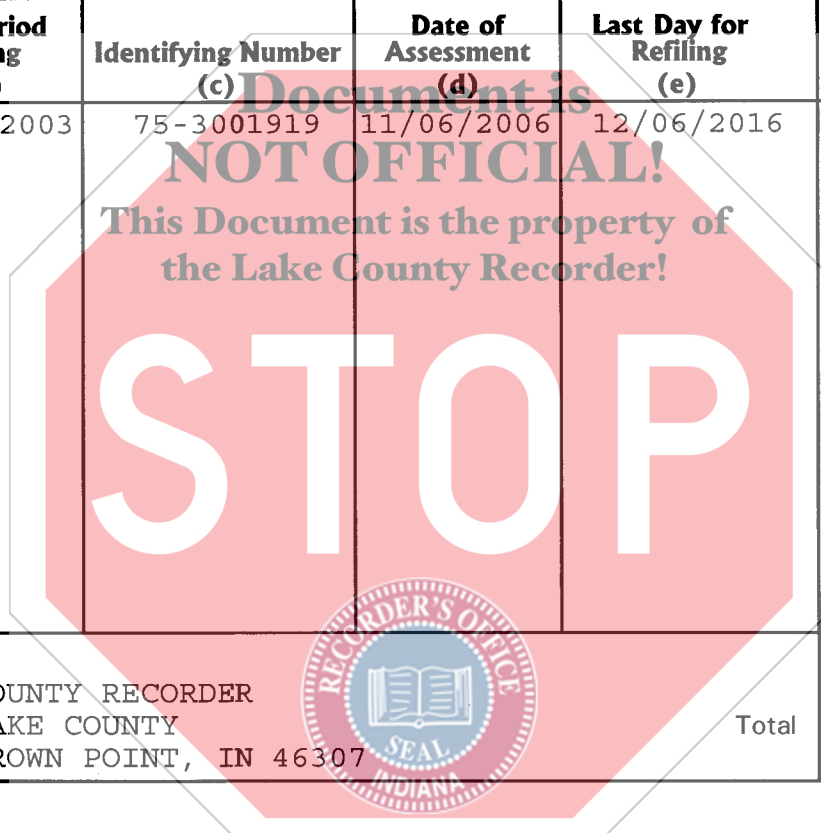 riod
ng
Identifying Number
(c)
Date of
Assessment
(d)
Last Day for
Refiling
(e)
2003 75-3001919 11/06/2006 12/06/2016
Document is
NOT OFFICIAL!
This Document is the property of
the Lake County Recorder!
STOP
RECORDER'S OFFICE
SEAL
INDIANA
OUNTY RECORDER
AKE COUNTY
ROWN POINT, IN 46307
Total